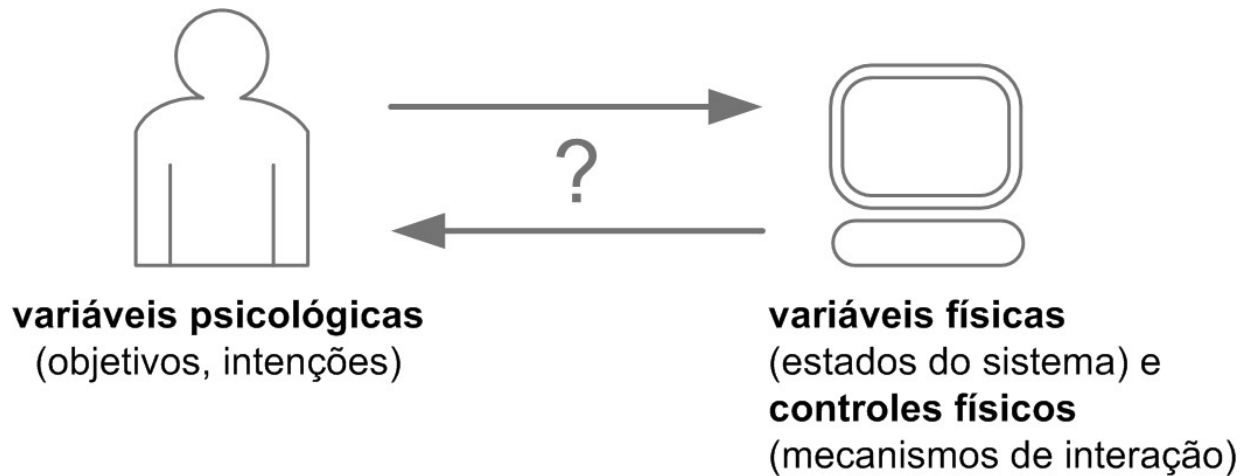 ?
variáveis psicológicas
(objetivos, intenções)
variáveis físicas
(estados do sistema) e
controles físicos
(mecanismos de interação)